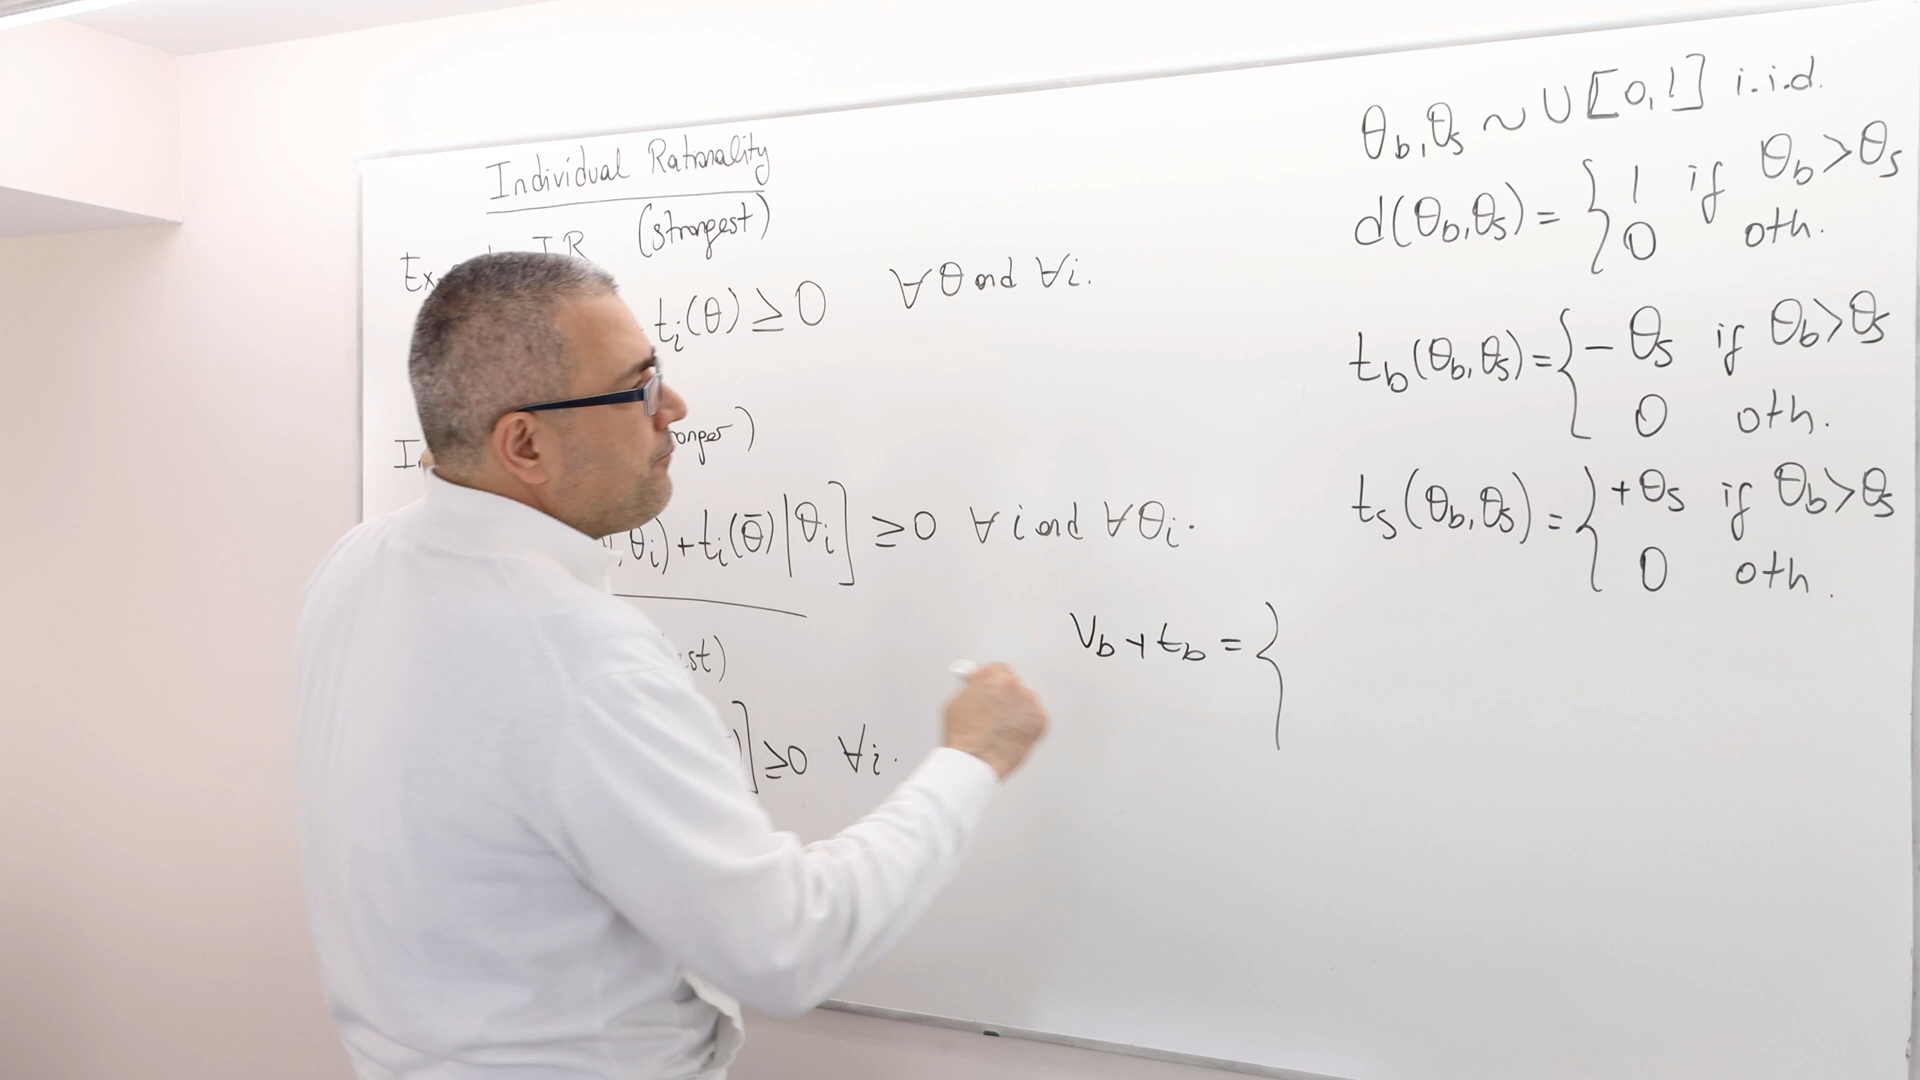 Individual Rationality
(strongest)
Ex IR
t_i(θ) ≥ 0 ∀θ and ∀i.
, θ_i) + t_i(θ̄) | θ_i ] ≥ 0 ∀ i and ∀ θ_i.
] ≥ 0 ∀i.
θ_b, θ_s ~ U [0, 1] i.i.d.
d(θ_b, θ_s) = { 1 if θ_b > θ_s
0 oth.
t_b(θ_b, θ_s) = { - θ_s if θ_b > θ_s
0 oth.
t_s(θ_b, θ_s) = { + θ_s if θ_b > θ_s
0 oth.
V_b + t_b = {